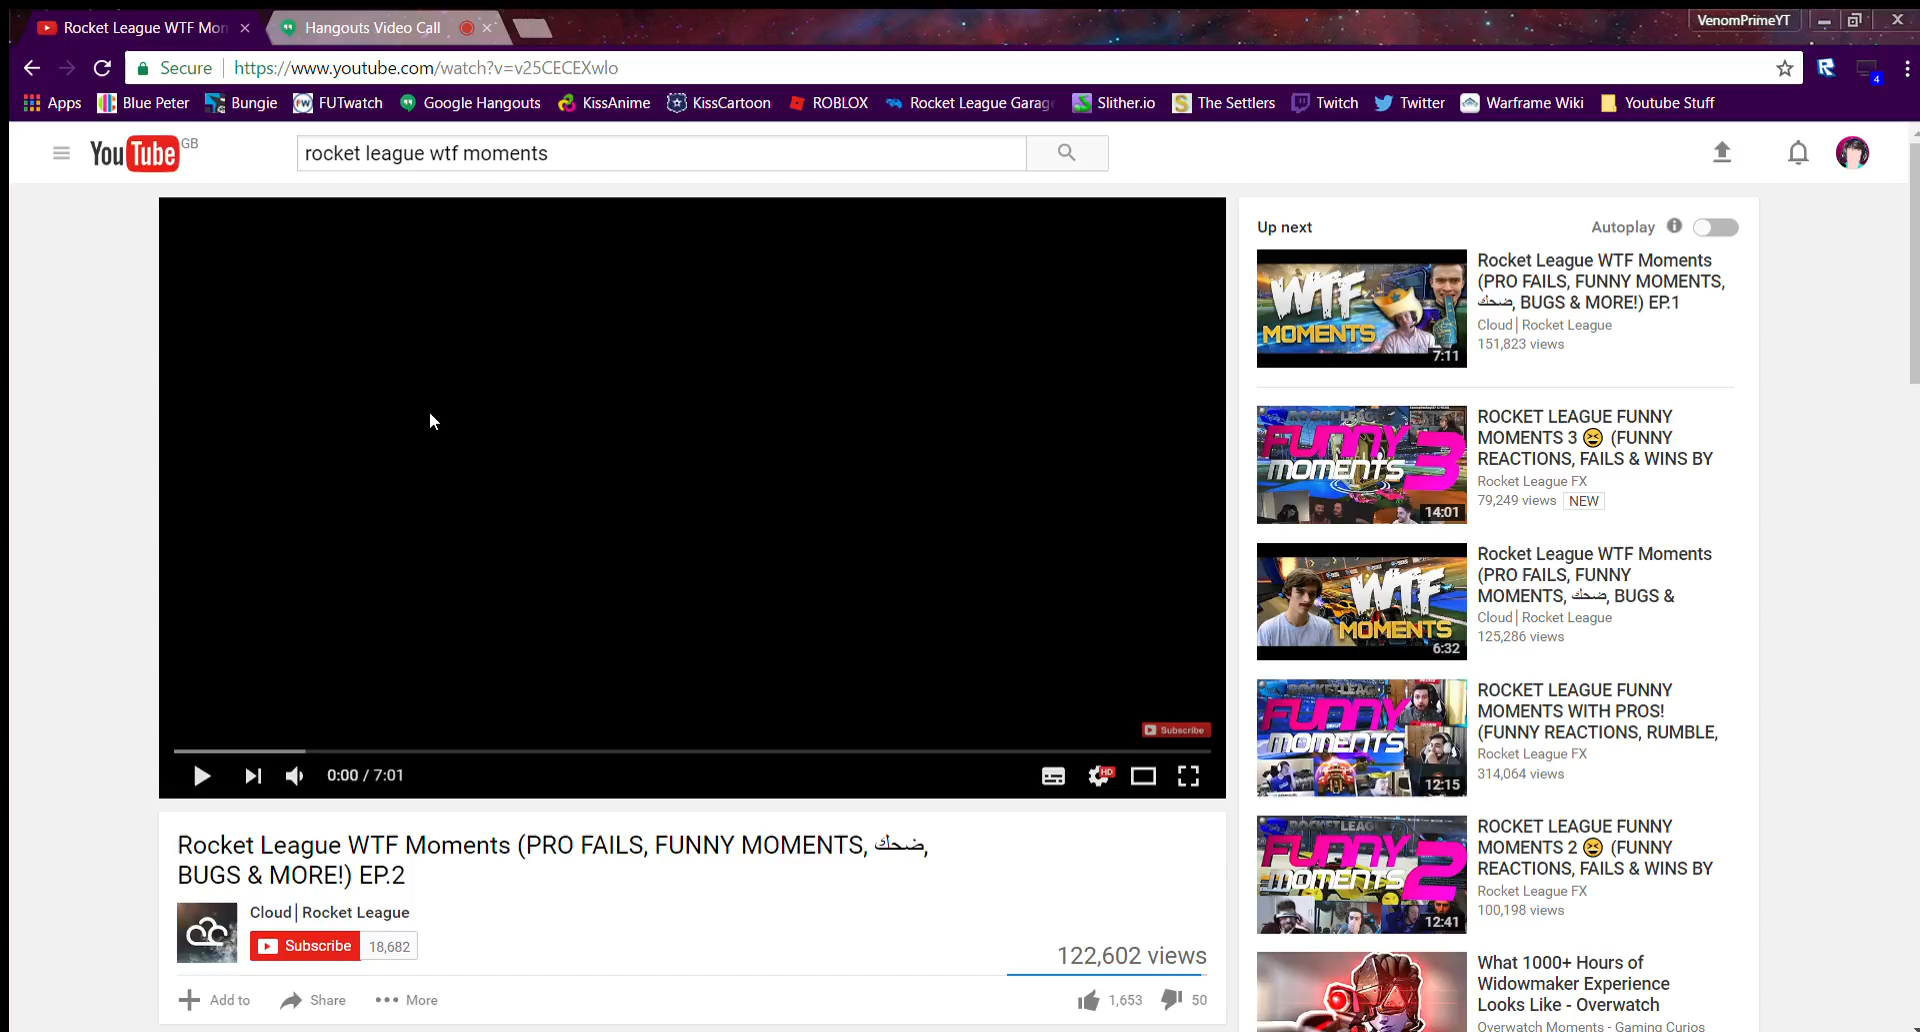 Rocket League WTF Mon
Hangouts Video Call
VenomPrimeYT
Secure
https://www.youtube.com/watch?v=v25CECEXwlo
4
Apps
Blue Peter
Bungie
FUTwatch
Google Hangouts
KissAnime
KissCartoon
ROBLOX
Rocket League Garag
Slither.io
The Settlers
Twitch
Twitter
Warframe Wiki
Youtube Stuff
YouTube GB
rocket league wtf moments
Subscribe
0:00 / 7:01
HD
Rocket League WTF Moments (PRO FAILS, FUNNY MOMENTS, ضحك,
BUGS & MORE!) EP.2
Cloud | Rocket League
Subscribe 18,682
122,602 views
Add to
Share
More
1,653
50
Up next
Autoplay
WTF
MOMENTS
7:11
Rocket League WTF Moments
(PRO FAILS, FUNNY MOMENTS,
ضحك, BUGS & MORE!) EP.1
Cloud | Rocket League
151,823 views
ROCKET LEAGUE
FUNNY
MOMENTS
3
14:01
ROCKET LEAGUE FUNNY
MOMENTS 3 😆 (FUNNY
REACTIONS, FAILS & WINS BY
Rocket League FX
79,249 views NEW
WTF
MOMENTS
6:32
Rocket League WTF Moments
(PRO FAILS, FUNNY
MOMENTS, ضحك, BUGS &
Cloud | Rocket League
125,286 views
ROCKET LEAGUE
FUNNY
MOMENTS
12:15
ROCKET LEAGUE FUNNY
MOMENTS WITH PROS!
(FUNNY REACTIONS, RUMBLE,
Rocket League FX
314,064 views
ROCKET LEAGUE
FUNNY
MOMENTS
2
12:41
ROCKET LEAGUE FUNNY
MOMENTS 2 😆 (FUNNY
REACTIONS, FAILS & WINS BY
Rocket League FX
100,198 views
What 1000+ Hours of
Widowmaker Experience
Looks Like - Overwatch
Overwatch Moments - Gaming Curios